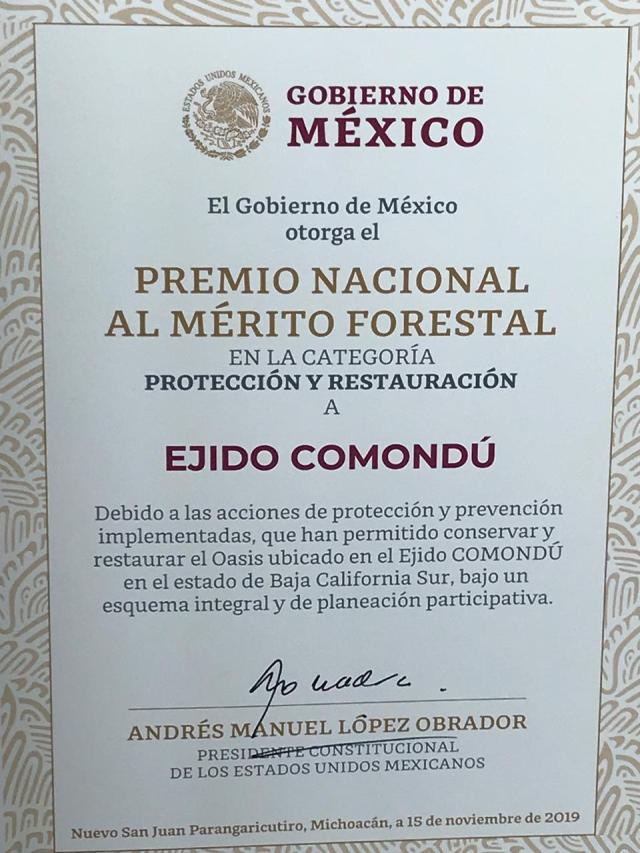 ESTADOS UNIDOS MEXICANOS
GOBIERNO DE
MÉXICO
El Gobierno de México
otorga el
PREMIO NACIONAL
AL MÉRITO FORESTAL
EN LA CATEGORÍA
PROTECCIÓN Y RESTAURACIÓN
A
EJIDO COMONDÚ
Debido a las acciones de protección y prevención
implementadas, que han permitido conservar y
restaurar el Oasis ubicado en el Ejido COMONDÚ
en el estado de Baja California Sur, bajo un
esquema integral y de planeación participativa.
ANDRÉS MANUEL LÓPEZ OBRADOR
PRESIDENTE CONSTITUCIONAL
DE LOS ESTADOS UNIDOS MEXICANOS
Nuevo San Juan Parangaricutiro, Michoacán, a 15 de noviembre de 2019